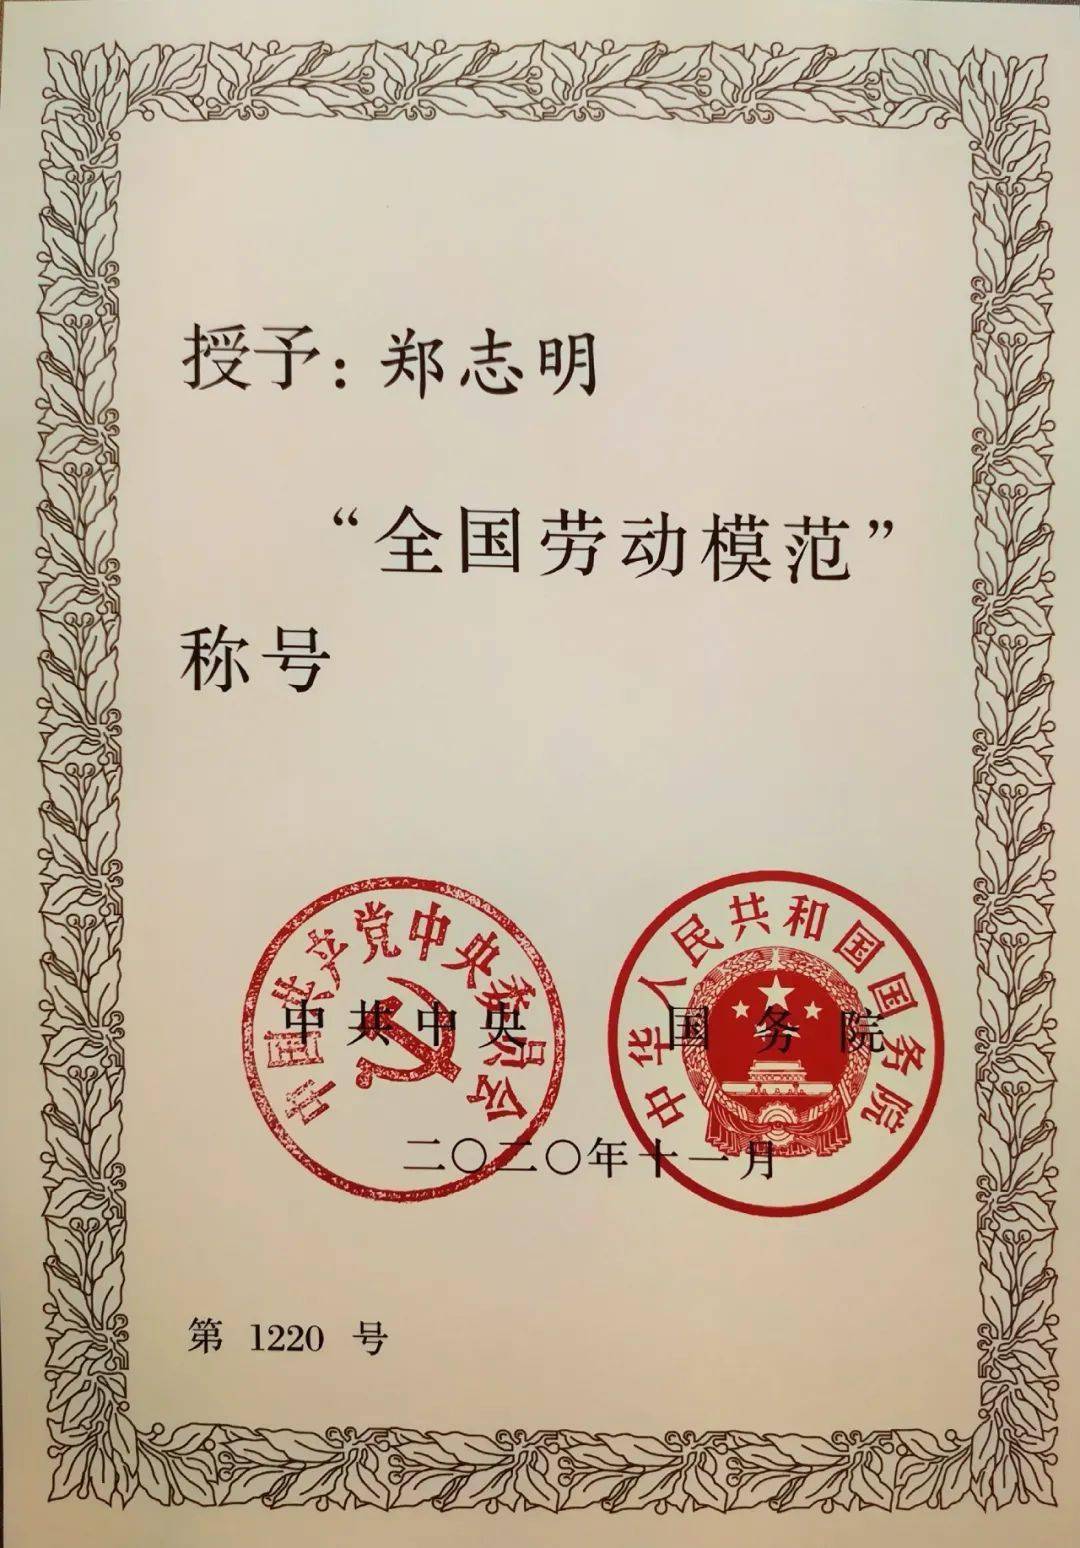 授予：郑志明
“全国劳动模范”
称号
中国共产党中央委员会
中华人民共和国国务院
中共中央 国务院
二〇二〇年十一月
第 1220 号